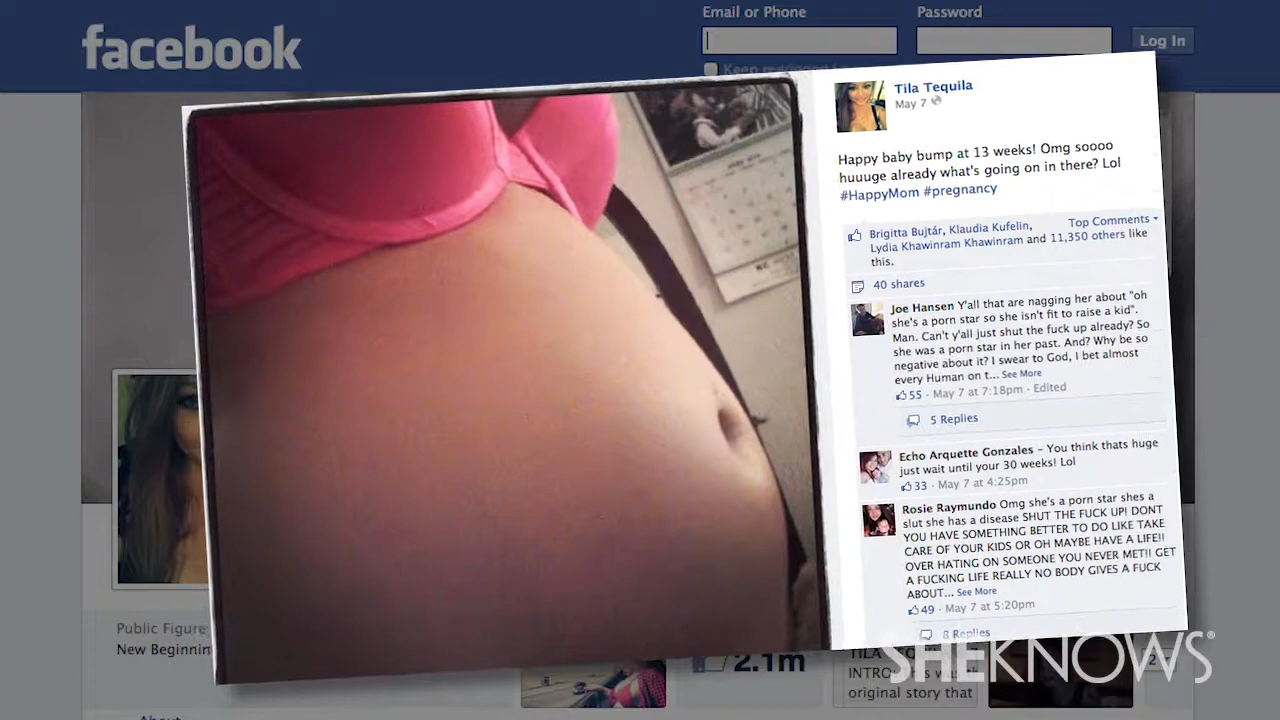 facebook
Email or Phone
Password
Log In
Tila Tequila
May 7
Happy baby bump at 13 weeks! Omg soooo
huuuge already what's going on in there? Lol
#HappyMom #pregnancy
Top Comments
Brigitta Bujtár, Klaudia Kufelin,
Lydia Khawinram Khawinram and 11,350 others like
this.
40 shares
Joe Hansen Y'all that are nagging her about "oh
she's a porn star so she isn't fit to raise a kid".
Man. Can't y'all just shut the fuck up already? So
she was a porn star in her past. And? Why be so
negative about it? I swear to God, I bet almost
every Human on t... See More
55 · May 7 at 7:18pm · Edited
5 Replies
Echo Arquette Gonzales – You think thats huge
just wait until your 30 weeks! Lol
33 · May 7 at 4:25pm
Rosie Raymundo Omg she's a porn star shes a
slut she has a disease SHUT THE FUCK UP! DONT
YOU HAVE SOMETHING BETTER TO DO LIKE TAKE
CARE OF YOUR KIDS OR OH MAYBE HAVE A LIFE!!
OVER HATING ON SOMEONE YOU NEVER MET!! GET
A FUCKING LIFE REALLY NO BODY GIVES A FUCK
ABOUT... See More
49 · May 7 at 5:20pm
8 Replies
Public Figure
New Beginnin
2.1m
INTRO
original story that
SHEKNOWS®
About